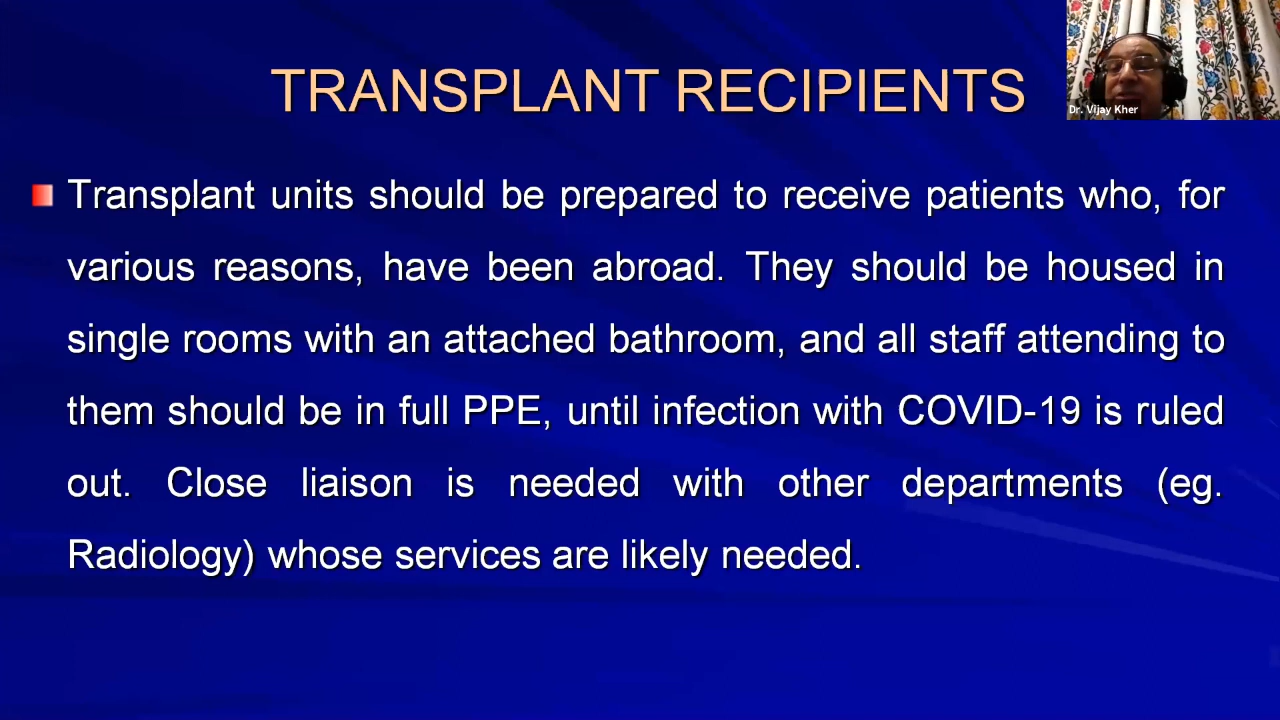 TRANSPLANT RECIPIENTS
Dr. Vijay Kher
Transplant units should be prepared to receive patients who, for
various reasons, have been abroad. They should be housed in
single rooms with an attached bathroom, and all staff attending to
them should be in full PPE, until infection with COVID-19 is ruled
out. Close liaison is needed with other departments (eg.
Radiology) whose services are likely needed.